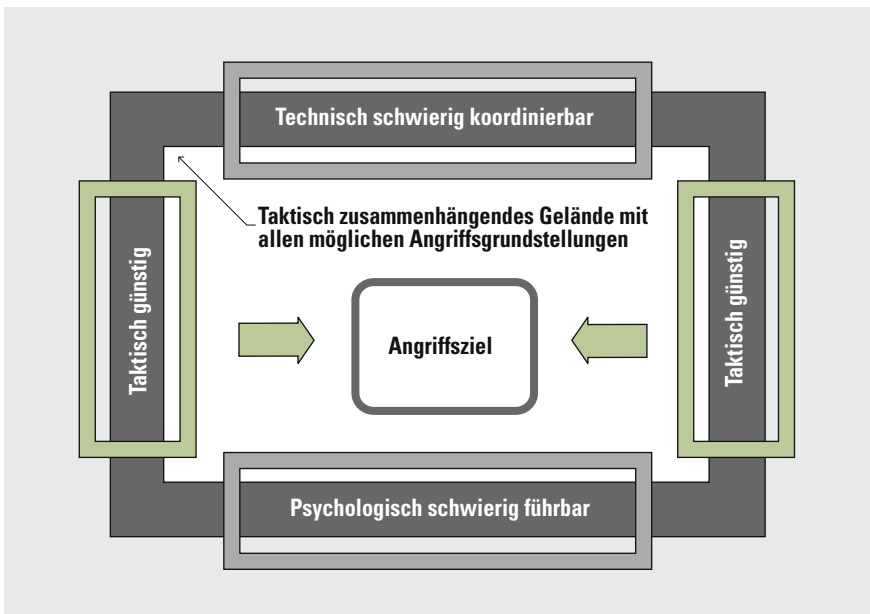 Technisch schwierig koordinierbar
Taktisch zusammenhängendes Gelände mit
allen möglichen Angriffsgrundstellungen
Taktisch günstig
Angriffsziel
Taktisch günstig
Psychologisch schwierig führbar